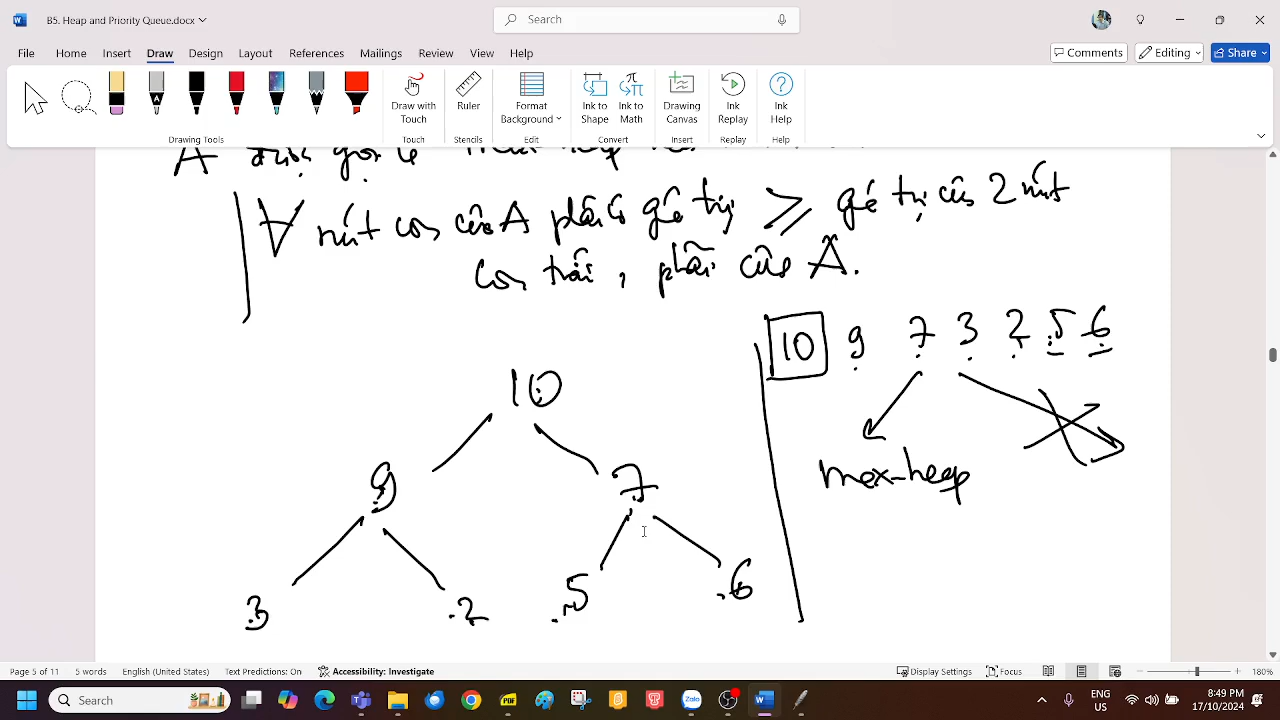 B5. Heap and Priority Queue.docx
Search
File Home Insert Draw Design Layout References Mailings Review View Help
Comments Editing Share
Draw with Touch
Ruler
Format Background
Ink to Shape
Ink to Math
Drawing Canvas
Ink Replay
Ink Help
Drawing Tools Touch Stencils Edit Convert Insert Replay Help
A được gọi là
∀ nút con của A phải có giá trị ≥ giá trị của 2 nút
con trái, phải của A.
10 9 7 3 2 5 6
10
max-heap
9 7
3 2 5 6
Page 5 of 11 5 words English (United States) Text Predictions: On Accessibility: Investigate Display Settings Focus 180%
Search
ENG
US
8:49 PM
17/10/2024